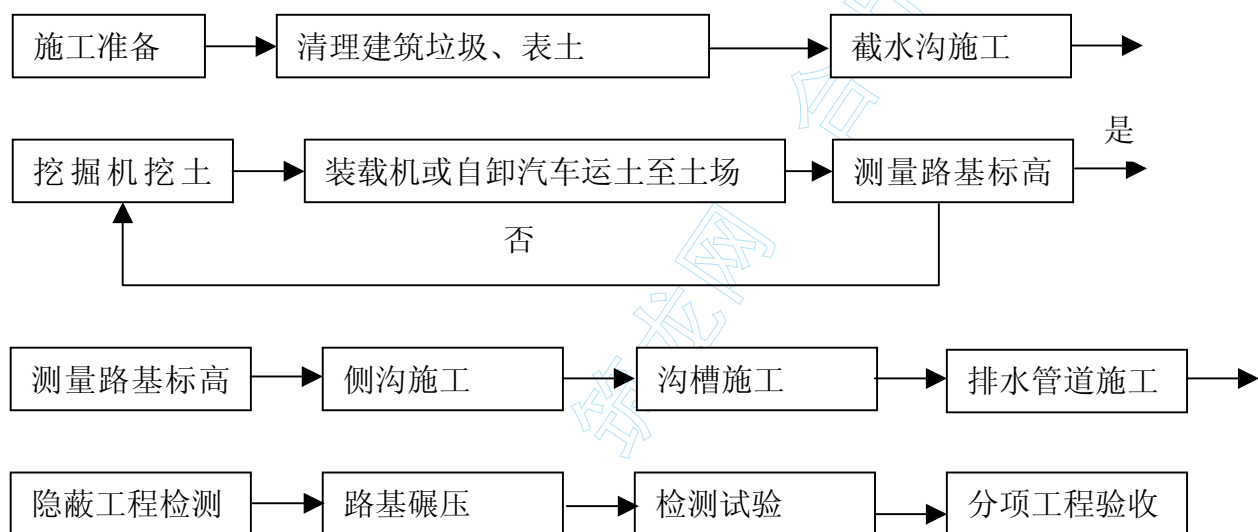 施工准备 清理建筑垃圾、表土 截水沟施工
是
挖掘机挖土 装载机或自卸汽车运土至土场 测量路基标高
否
测量路基标高 侧沟施工 沟槽施工 排水管道施工
隐蔽工程检测 路基碾压 检测试验 分项工程验收
筑龙网